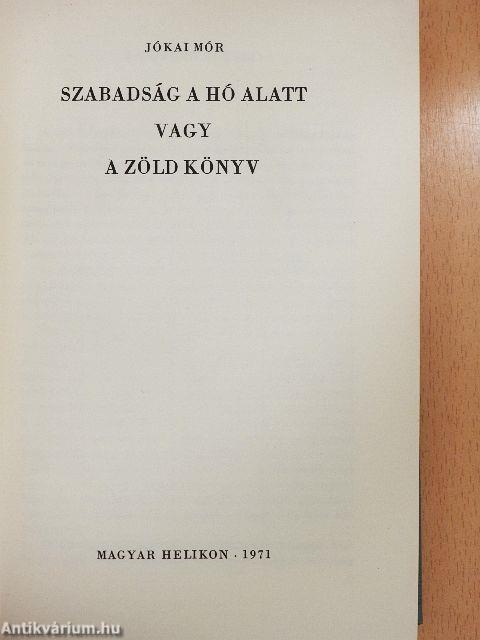 JÓKAI MÓR
SZABADSÁG A HÓ ALATT
VAGY
A ZÖLD KÖNYV
MAGYAR HELIKON · 1971
Antikvárium.hu